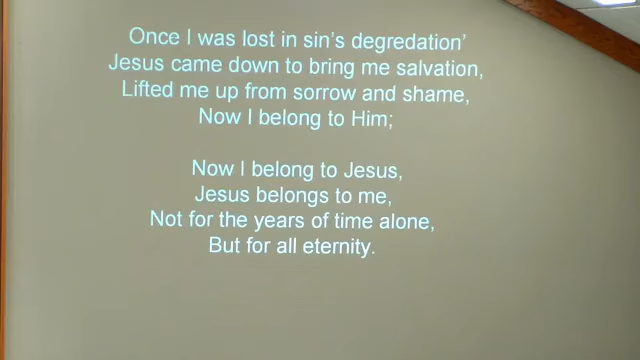 Once I was lost in sin's degredation'
Jesus came down to bring me salvation,
Lifted me up from sorrow and shame,
Now I belong to Him;
Now I belong to Jesus,
Jesus belongs to me,
Not for the years of time alone,
But for all eternity.